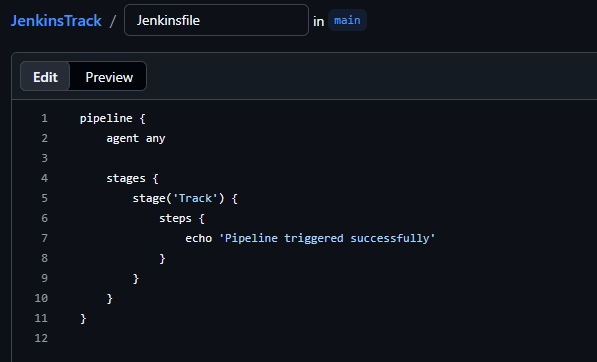 JenkinsTrack / Jenkinsfile in main
Edit Preview
1 pipeline {
2     agent any
3
4     stages {
5         stage('Track') {
6             steps {
7                 echo 'Pipeline triggered successfully'
8             }
9         }
10     }
11 }
12